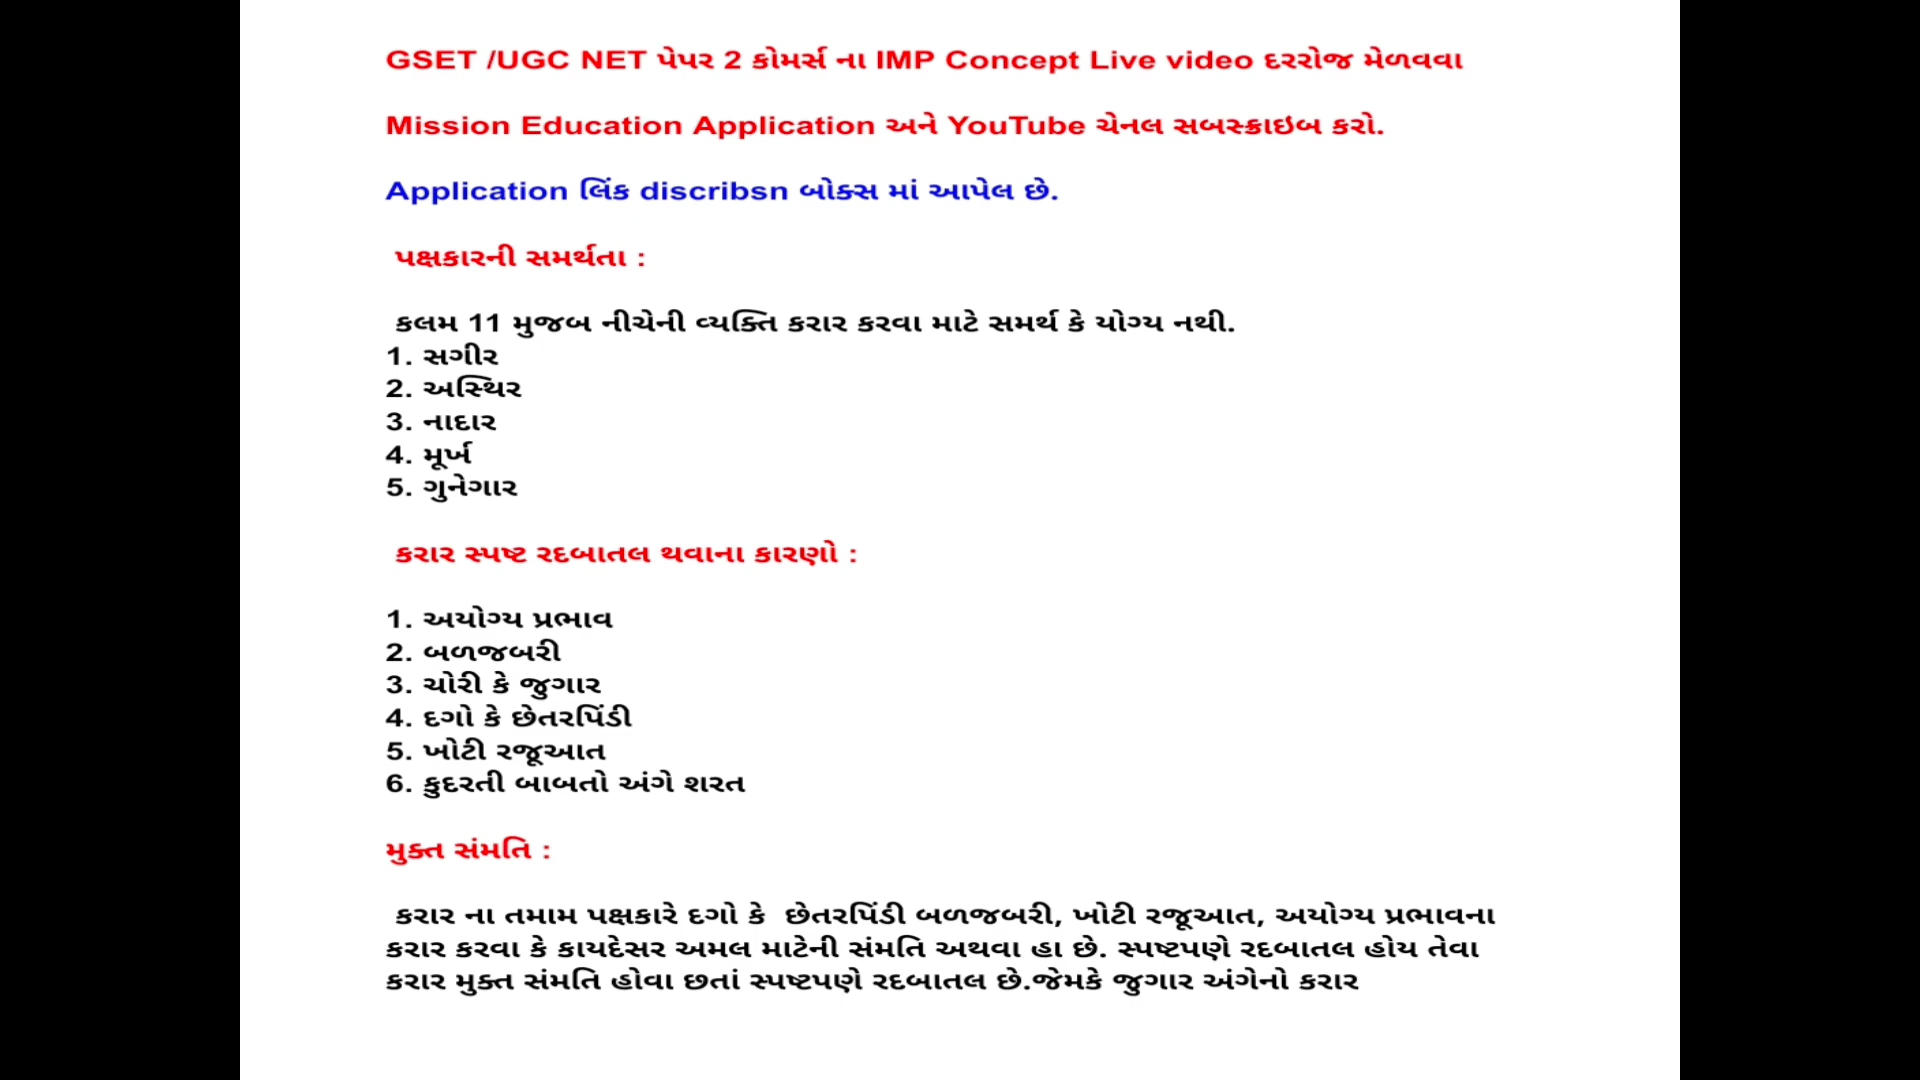 GSET /UGC NET પેપર 2 કોમર્સ ના IMP Concept Live video દરરોજ મેળવવા
Mission Education Application અને YouTube ચેનલ સબસ્ક્રાઇબ કરો.
Application લિંક discribsn બોક્સ માં આપેલ છે.
પક્ષકારની સમર્થતા :
કલમ 11 મુજબ નીચેની વ્યક્તિ કરાર કરવા માટે સમર્થ કે યોગ્ય નથી.
1. સગીર
2. અસ્થિર
3. નાદાર
4. મૂર્ખ
5. ગુનેગાર
કરાર સ્પષ્ટ રદબાતલ થવાના કારણો :
1. અયોગ્ય પ્રભાવ
2. બળજબરી
3. ચોરી કે જુગાર
4. દગો કે છેતરપિંડી
5. ખોટી રજૂઆત
6. કુદરતી બાબતો અંગે શરત
મુક્ત સંમતિ :
કરાર ના તમામ પક્ષકારે દગો કે છેતરપિંડી બળજબરી, ખોટી રજૂઆત, અયોગ્ય પ્રભાવના
કરાર કરવા કે કાયદેસર અમલ માટેની સંમતિ અથવા હા છે. સ્પષ્ટપણે રદબાતલ હોય તેવા
કરાર મુક્ત સંમતિ હોવા છતાં સ્પષ્ટપણે રદબાતલ છે.જેમકે જુગાર અંગેનો કરાર